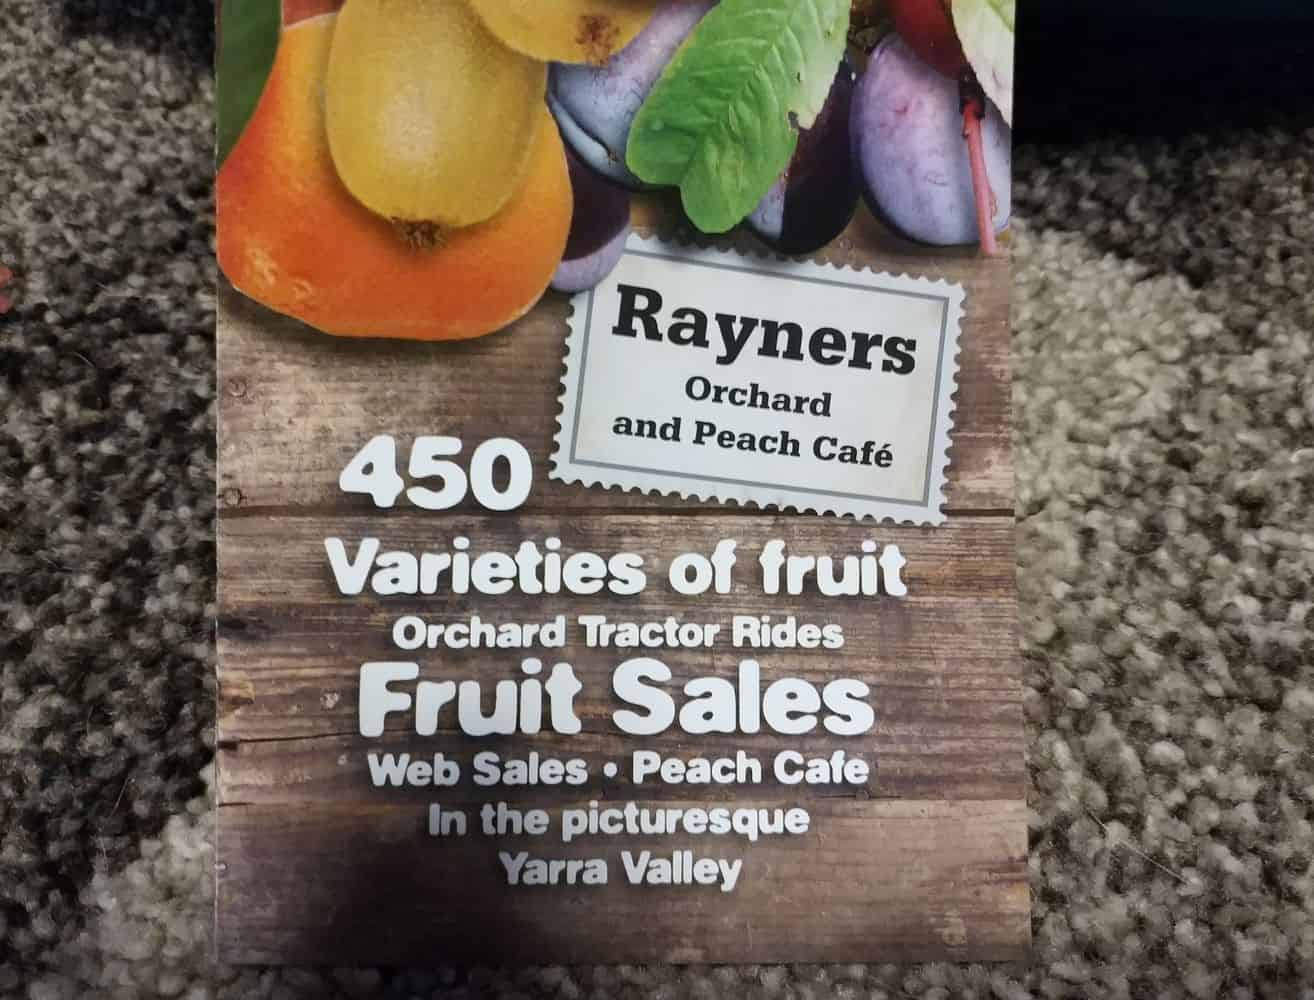 Rayners
Orchard
and Peach Café
450
Varieties of fruit
Orchard Tractor Rides
Fruit Sales
Web Sales • Peach Cafe
In the picturesque
Yarra Valley